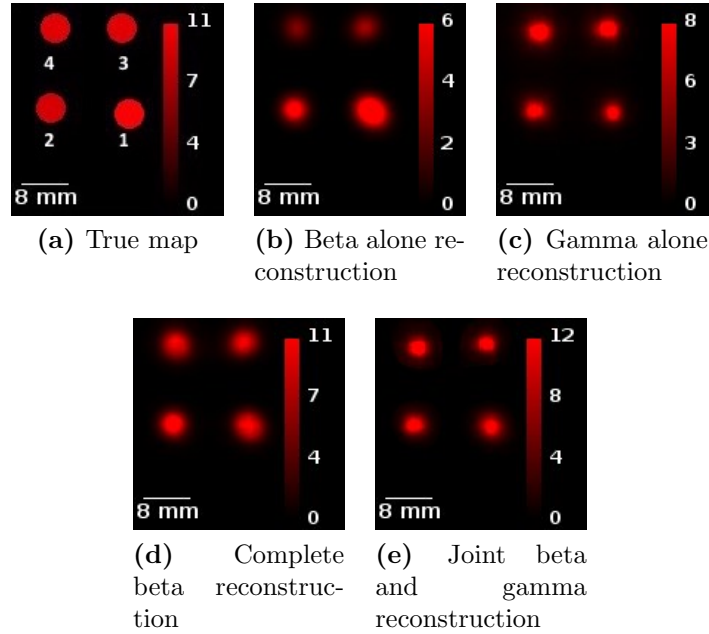 11
7
4
0
4
3
2
1
8 mm
6
4
2
0
8 mm
8
6
3
0
8 mm
(a) True map
(b) Beta alone re-
construction
(c) Gamma alone
reconstruction
11
7
4
0
8 mm
12
8
4
0
8 mm
(d) Complete
beta reconstruc-
tion
(e) Joint beta
and gamma
reconstruction